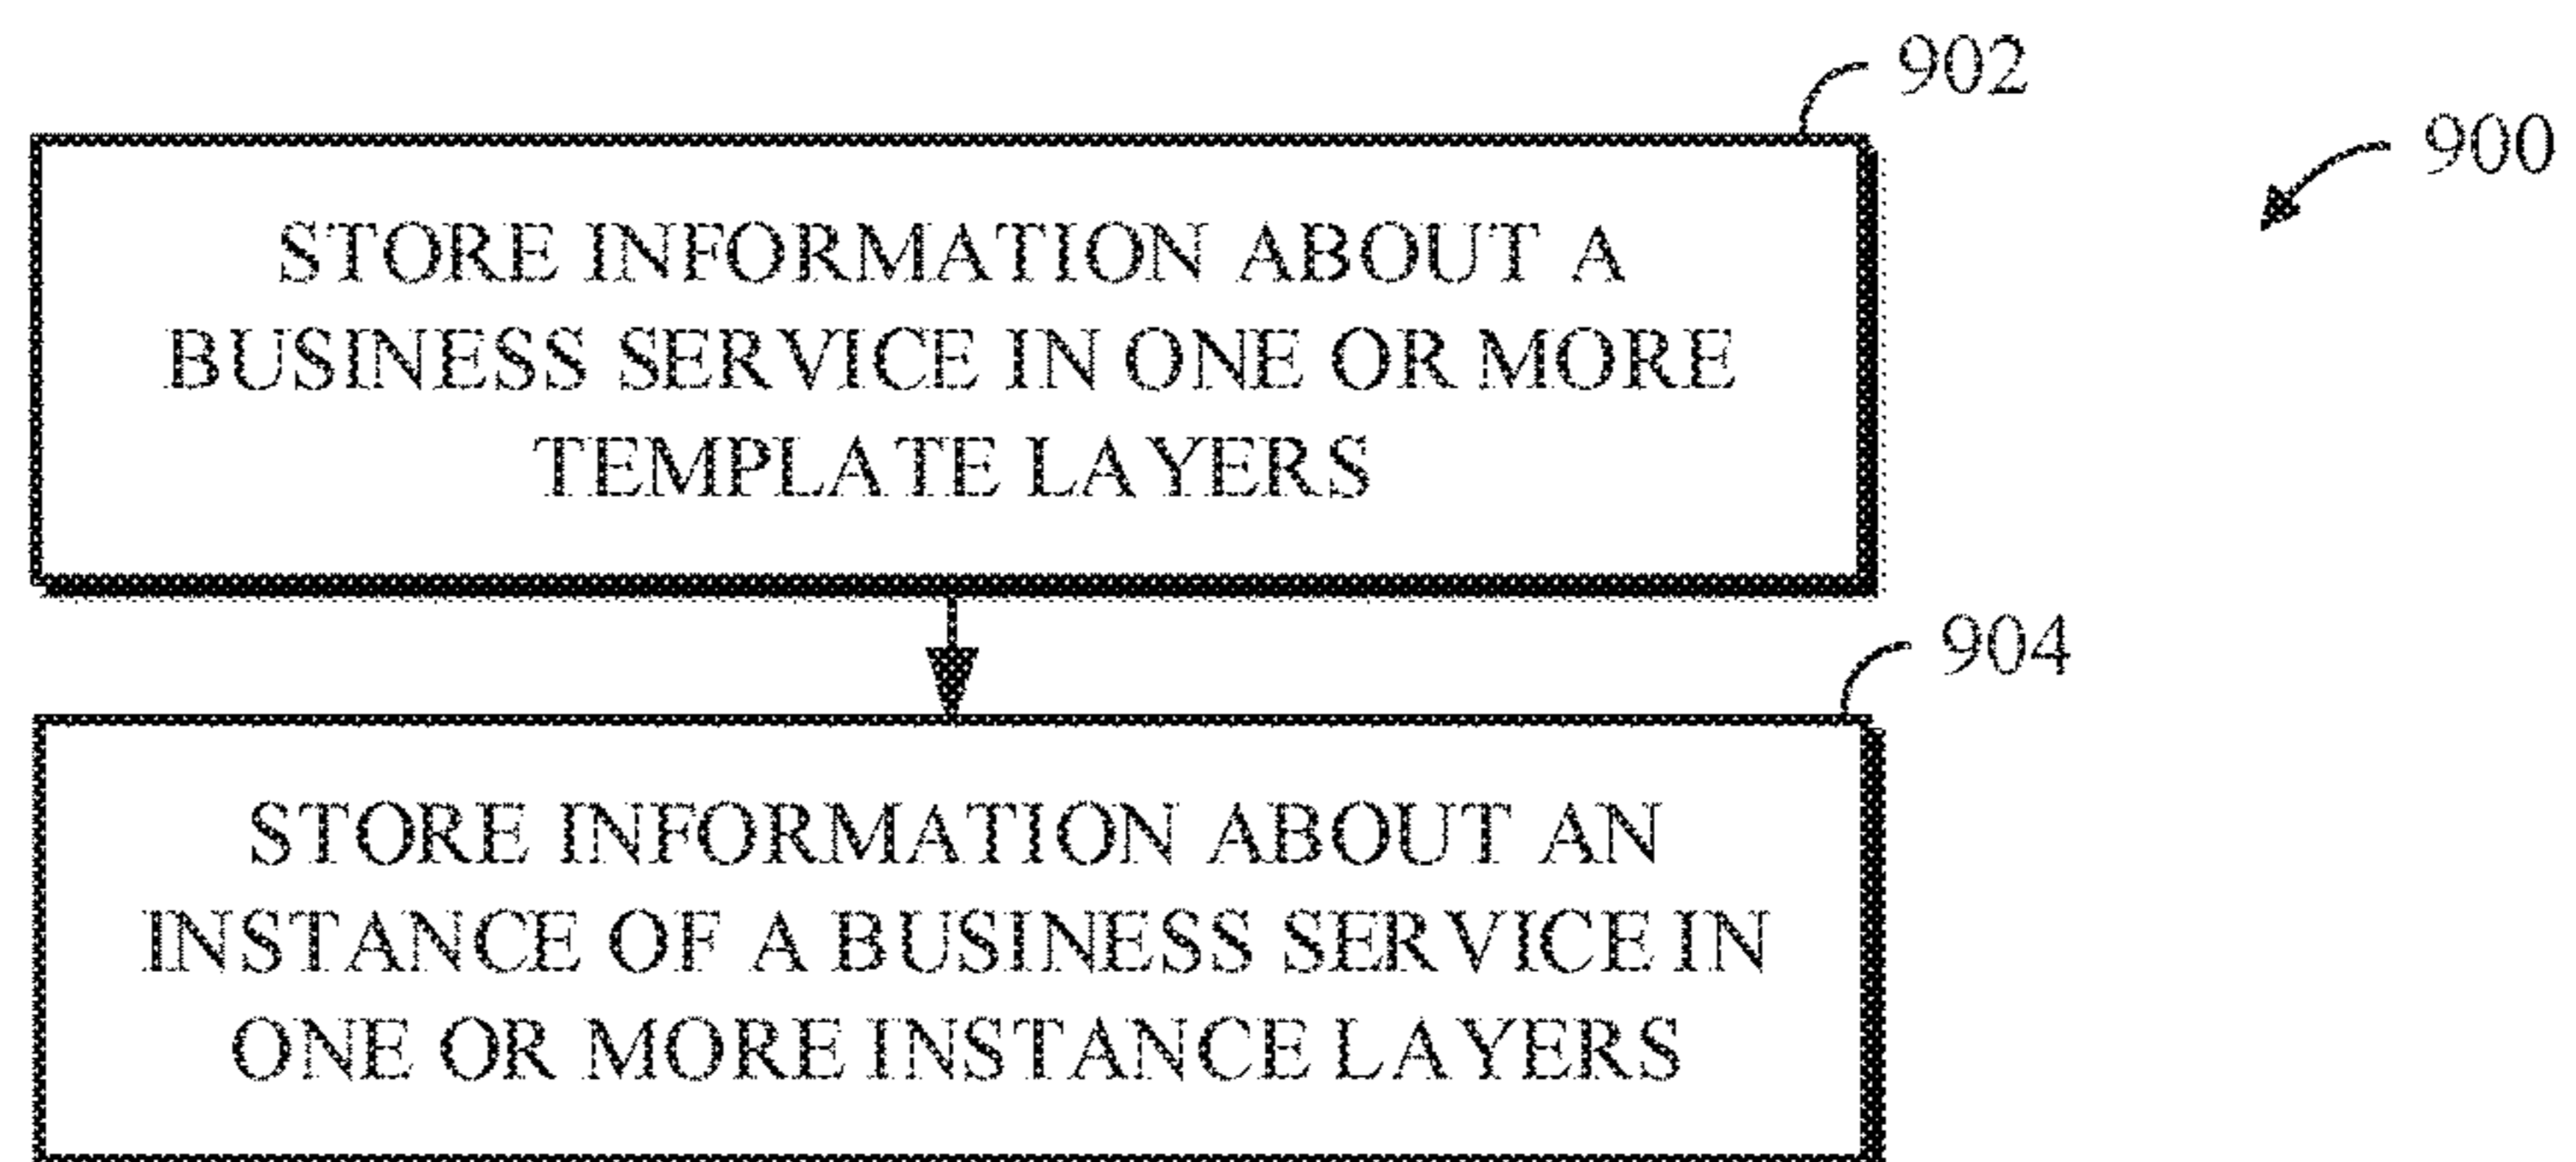 902
900
STORE INFORMATION ABOUT A
BUSINESS SERVICE IN ONE OR MORE
TEMPLATE LAYERS
904
STORE INFORMATION ABOUT AN
INSTANCE OF A BUSINESS SERVICE IN
ONE OR MORE INSTANCE LAYERS